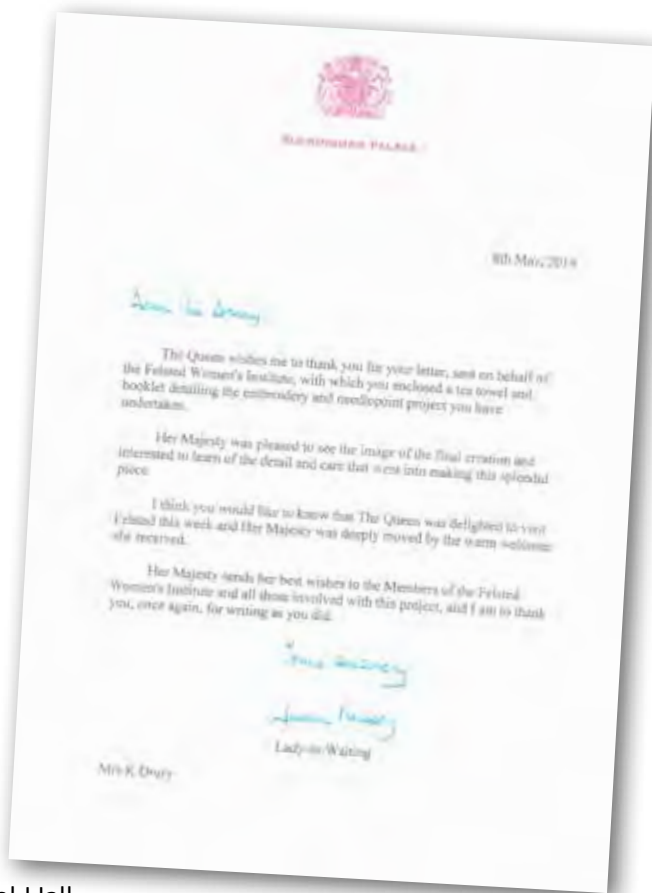 BUCKINGHAM PALACE
8th May, 2014
The Queen wishes me to thank you for your letter, sent on behalf of
the Felsted Women's Institute, with which you enclosed a tea towel and
booklet detailing the embroidery and needlepoint project you have
undertaken.
Her Majesty was pleased to see the image of the final creation and
interested to learn of the detail and care that went into making this splendid
piece.
I think you would like to know that The Queen was delighted to visit
Felsted this week and Her Majesty was deeply moved by the warm welcome
she received.
Her Majesty sends her best wishes to the Members of the Felsted
Women's Institute and all those involved with this project, and I am to thank
you, once again, for writing as you did.
Lady-in-Waiting
Mrs K Drury
Hall